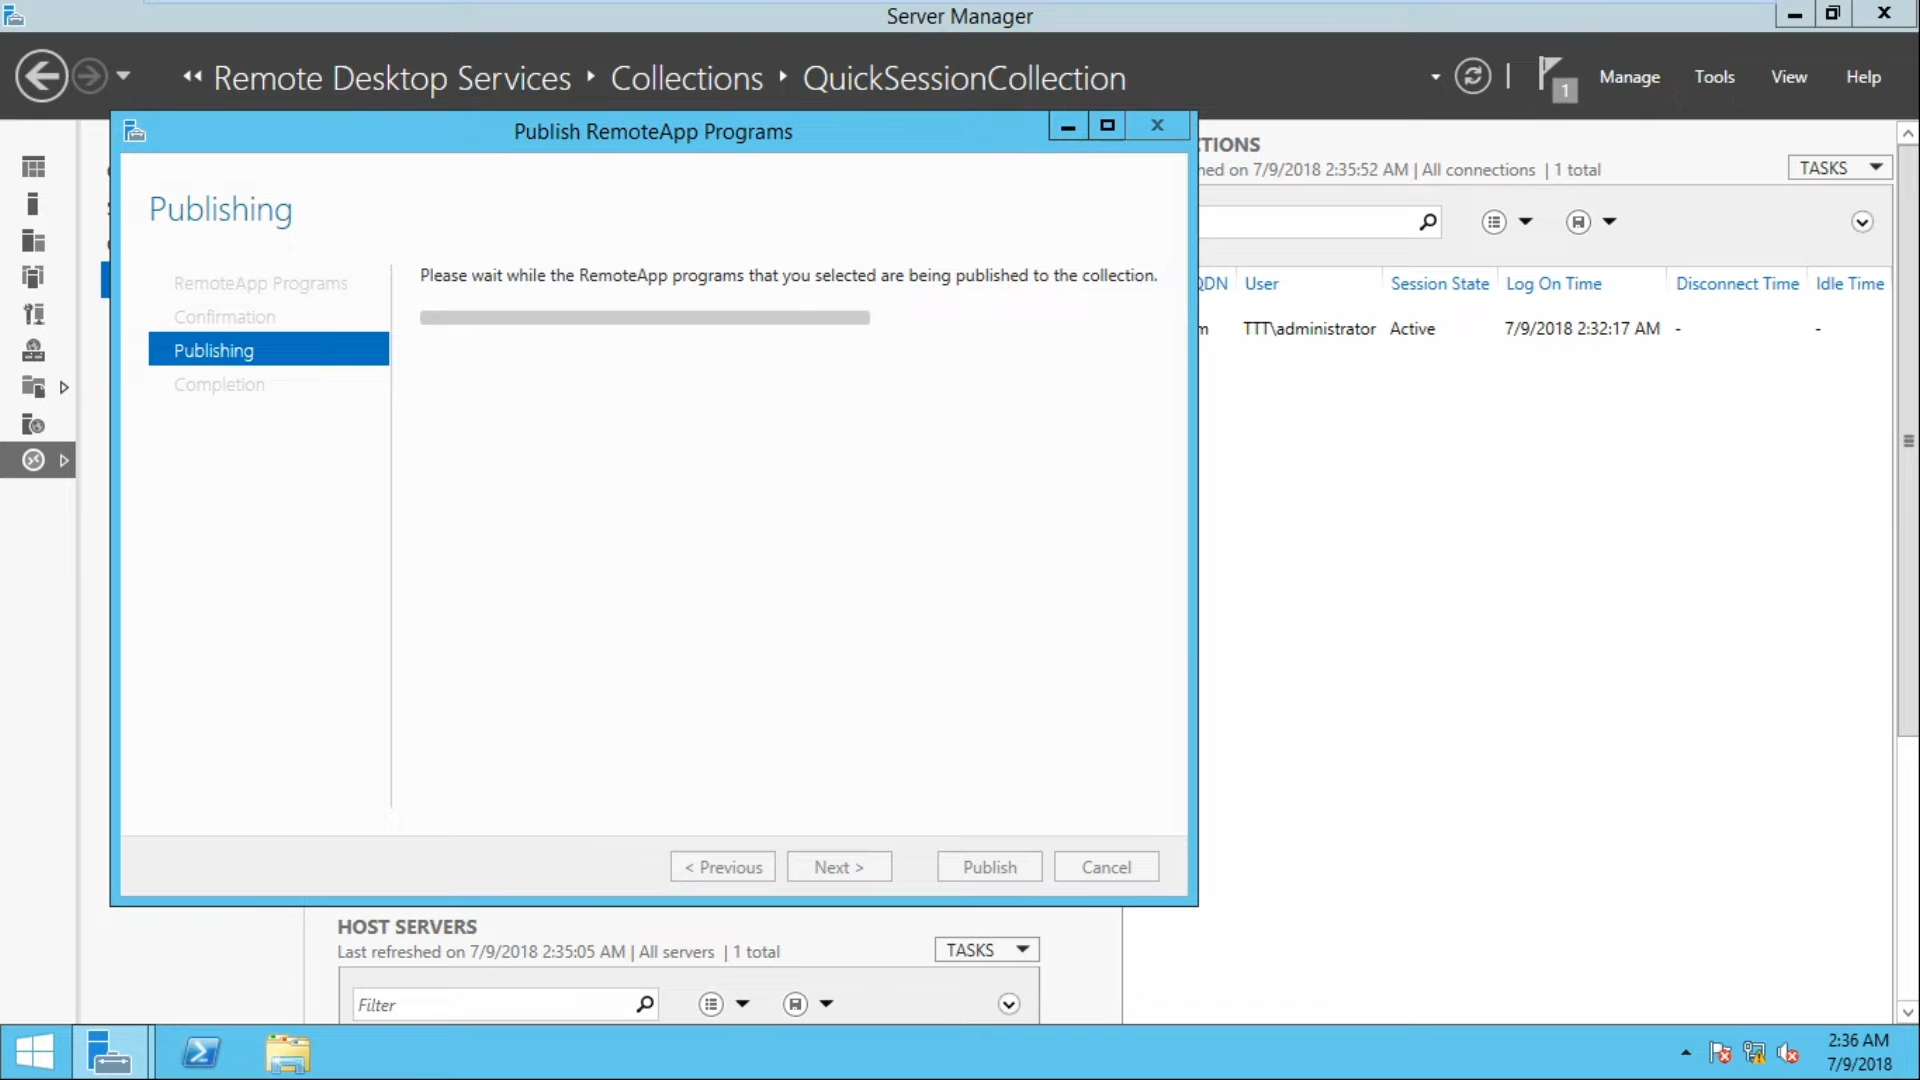 Server Manager
Remote Desktop Services Collections QuickSessionCollection
1
Manage Tools View Help
Publish RemoteApp Programs
Publishing
RemoteApp Programs
Confirmation
Publishing
Completion
Please wait while the RemoteApp programs that you selected are being published to the collection.
< Previous Next > Publish Cancel
on 7/9/2018 2:35:52 AM | All connections | 1 total
TASKS
User Session State Log On Time Disconnect Time Idle Time
TTT\administrator Active 7/9/2018 2:32:17 AM - -
HOST SERVERS
Last refreshed on 7/9/2018 2:35:05 AM | All servers | 1 total
TASKS
Filter
2:36 AM
7/9/2018